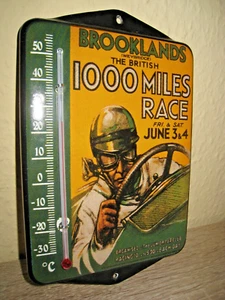 BROOKLANDS
(WEYBRIDGE)
THE BRITISH
1000 MILES
RACE
FRI & SAT
JUNE 3 & 4
50
40
30
20
10
0
-10
-20
-30
°C